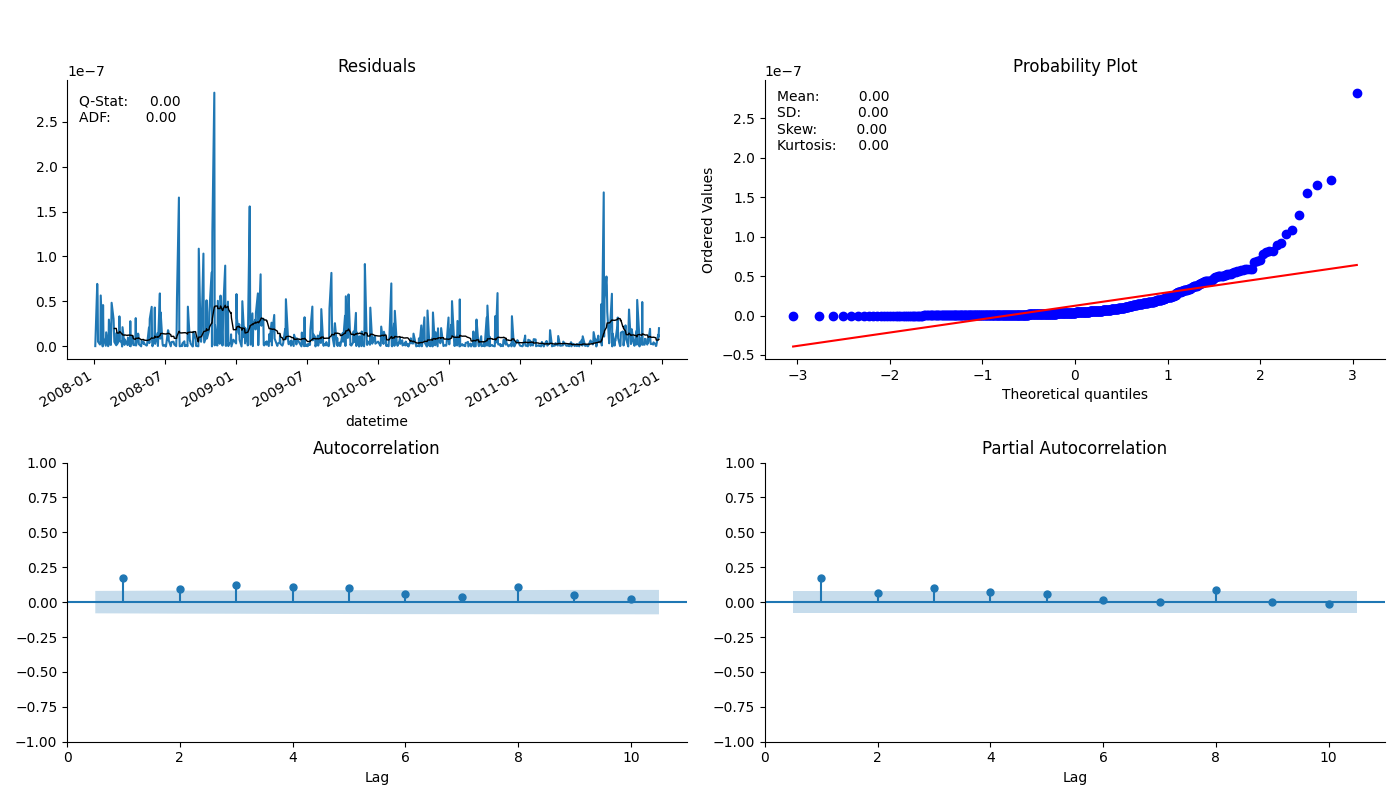 Residuals
1e−7
Q-Stat: 0.00
ADF: 0.00
2.5
2.0
1.5
1.0
0.5
0.0
2008-01
2008-07
2009-01
2009-07
2010-01
2010-07
2011-01
2011-07
2012-01
datetime
Probability Plot
1e−7
Mean: 0.00
SD: 0.00
Skew: 0.00
Kurtosis: 0.00
Ordered Values
2.5
2.0
1.5
1.0
0.5
0.0
−0.5
−3 −2 −1 0 1 2 3
Theoretical quantiles
Autocorrelation
1.00
0.75
0.50
0.25
0.00
−0.25
−0.50
−0.75
−1.00
0 2 4 6 8 10
Lag
Partial Autocorrelation
1.00
0.75
0.50
0.25
0.00
−0.25
−0.50
−0.75
−1.00
0 2 4 6 8 10
Lag